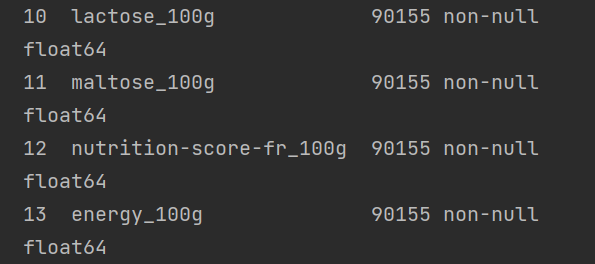 10  lactose_100g             90155 non-null
float64
11  maltose_100g             90155 non-null
float64
12  nutrition-score-fr_100g  90155 non-null
float64
13  energy_100g              90155 non-null
float64